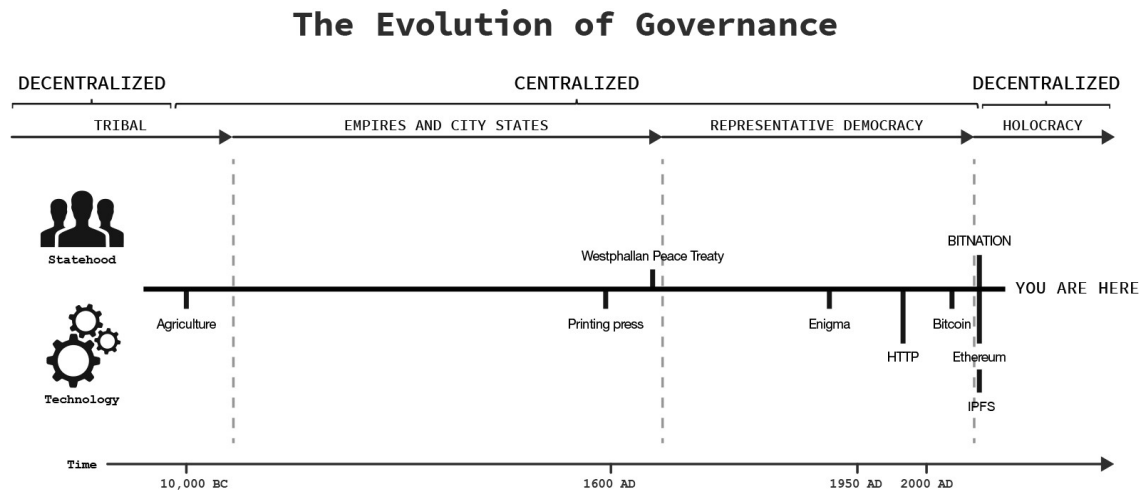 The Evolution of Governance
DECENTRALIZED CENTRALIZED DECENTRALIZED
TRIBAL EMPIRES AND CITY STATES REPRESENTATIVE DEMOCRACY HOLOCRACY
BITNATION
Westphallan Peace Treaty
Statehood
YOU ARE HERE
Agriculture Printing press Enigma Bitcoin
HTTP Ethereum
Technology
IPFS
Time
10,000 BC 1600 AD 1950 AD 2000 AD